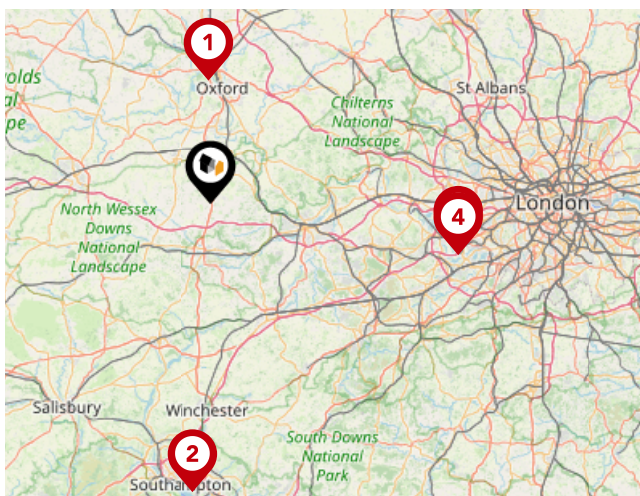 1
Oxford
volds
al
pe
St Albans
Chilterns
National
Landscape
North Wessex
Downs
National
Landscape
London
4
Salisbury
Winchester
South Downs
National
Park
2
Southampton